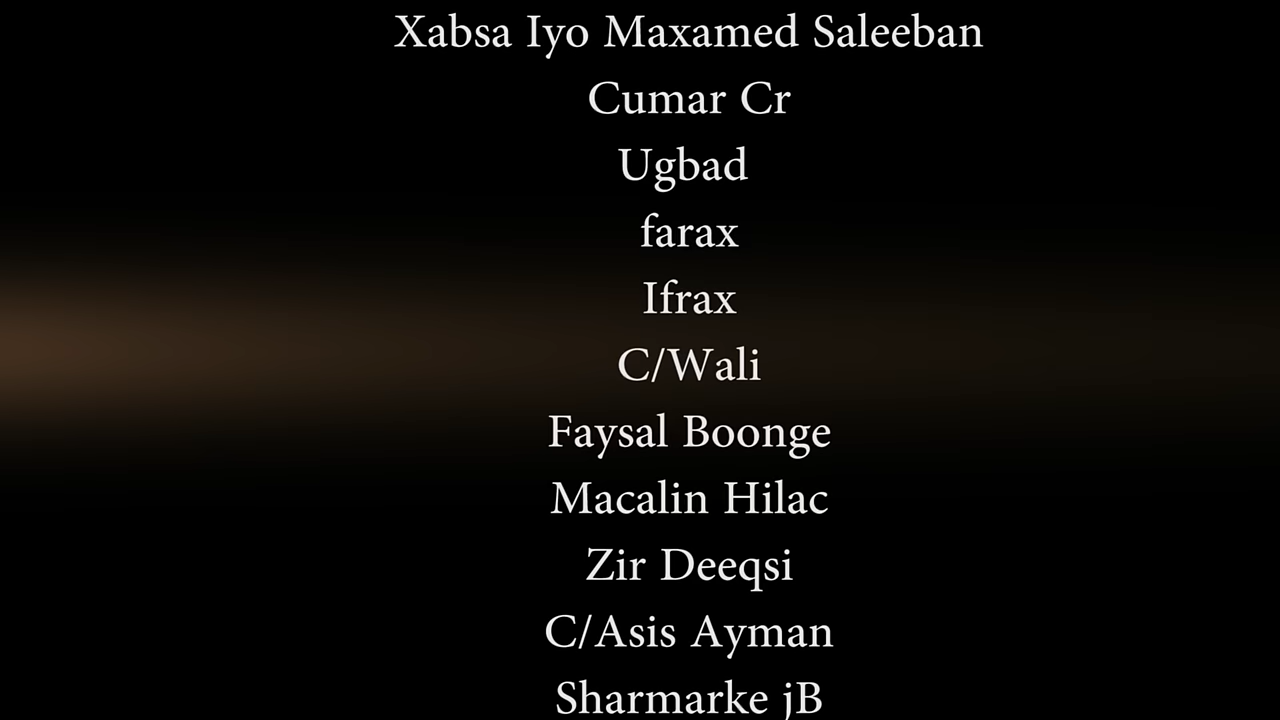 Xabsa Iyo Maxamed Saleeban
Cumar Cr
Ugbad
farax
Ifrax
C/Wali
Faysal Boonge
Macalin Hilac
Zir Deeqsi
C/Asis Ayman
Sharmarke jB